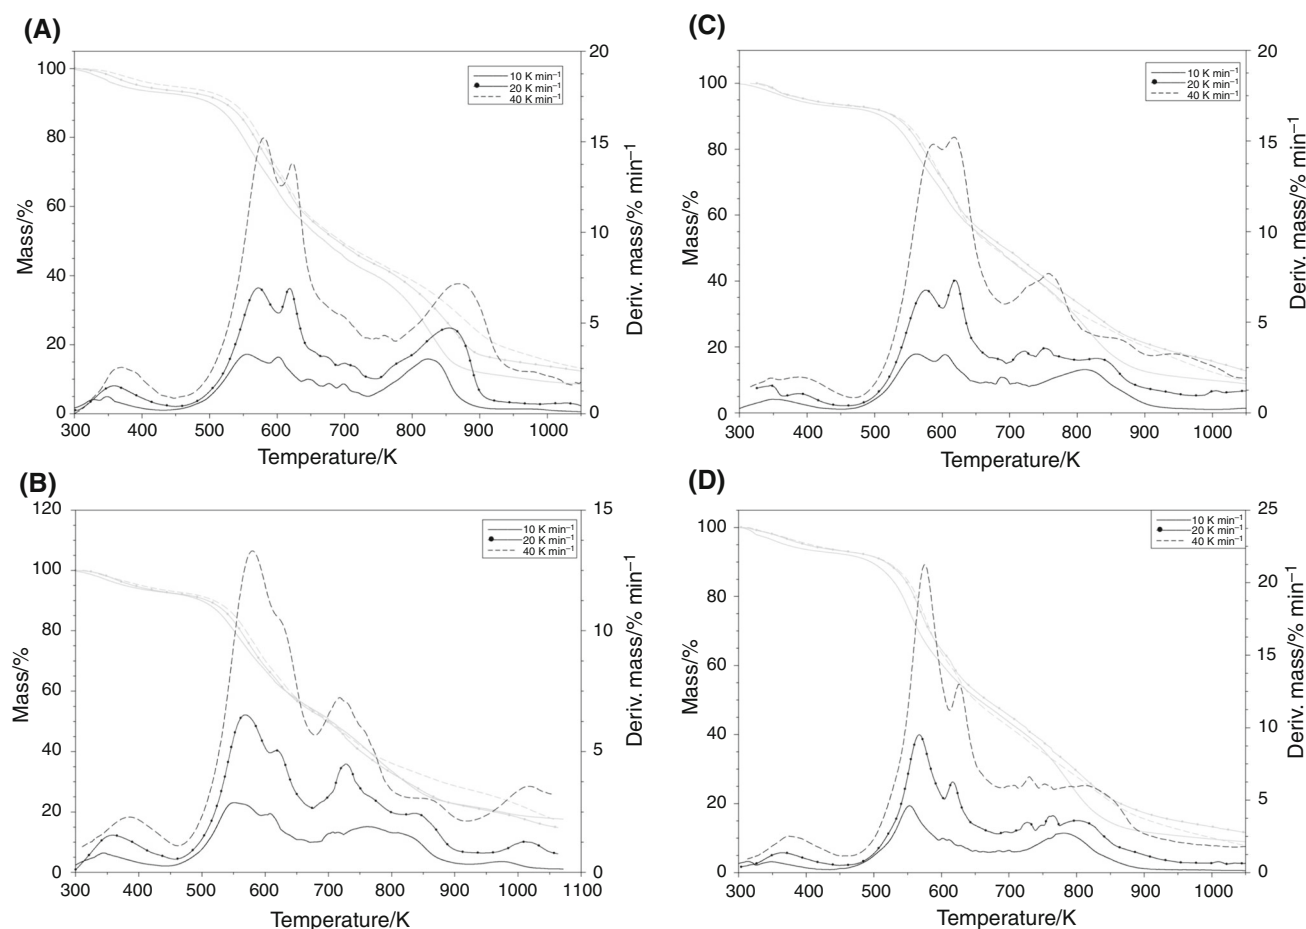 (A)
100
80
60
40
20
0
Mass/%
20
15
10
5
0
Deriv. mass/% min⁻¹
10 K min⁻¹
20 K min⁻¹
40 K min⁻¹
300 400 500 600 700 800 900 1000
Temperature/K
(C)
100
80
60
40
20
0
Mass/%
20
15
10
5
0
Deriv. mass/% min⁻¹
10 K min⁻¹
20 K min⁻¹
40 K min⁻¹
300 400 500 600 700 800 900 1000
Temperature/K
(B)
120
100
80
60
40
20
0
Mass/%
15
10
5
0
Deriv. mass/% min⁻¹
10 K min⁻¹
20 K min⁻¹
40 K min⁻¹
300 400 500 600 700 800 900 1000 1100
Temperature/K
(D)
100
80
60
40
20
0
Mass/%
25
20
15
10
5
0
Deriv. mass/% min⁻¹
10 K min⁻¹
20 K min⁻¹
40 K min⁻¹
300 400 500 600 700 800 900 1000
Temperature/K